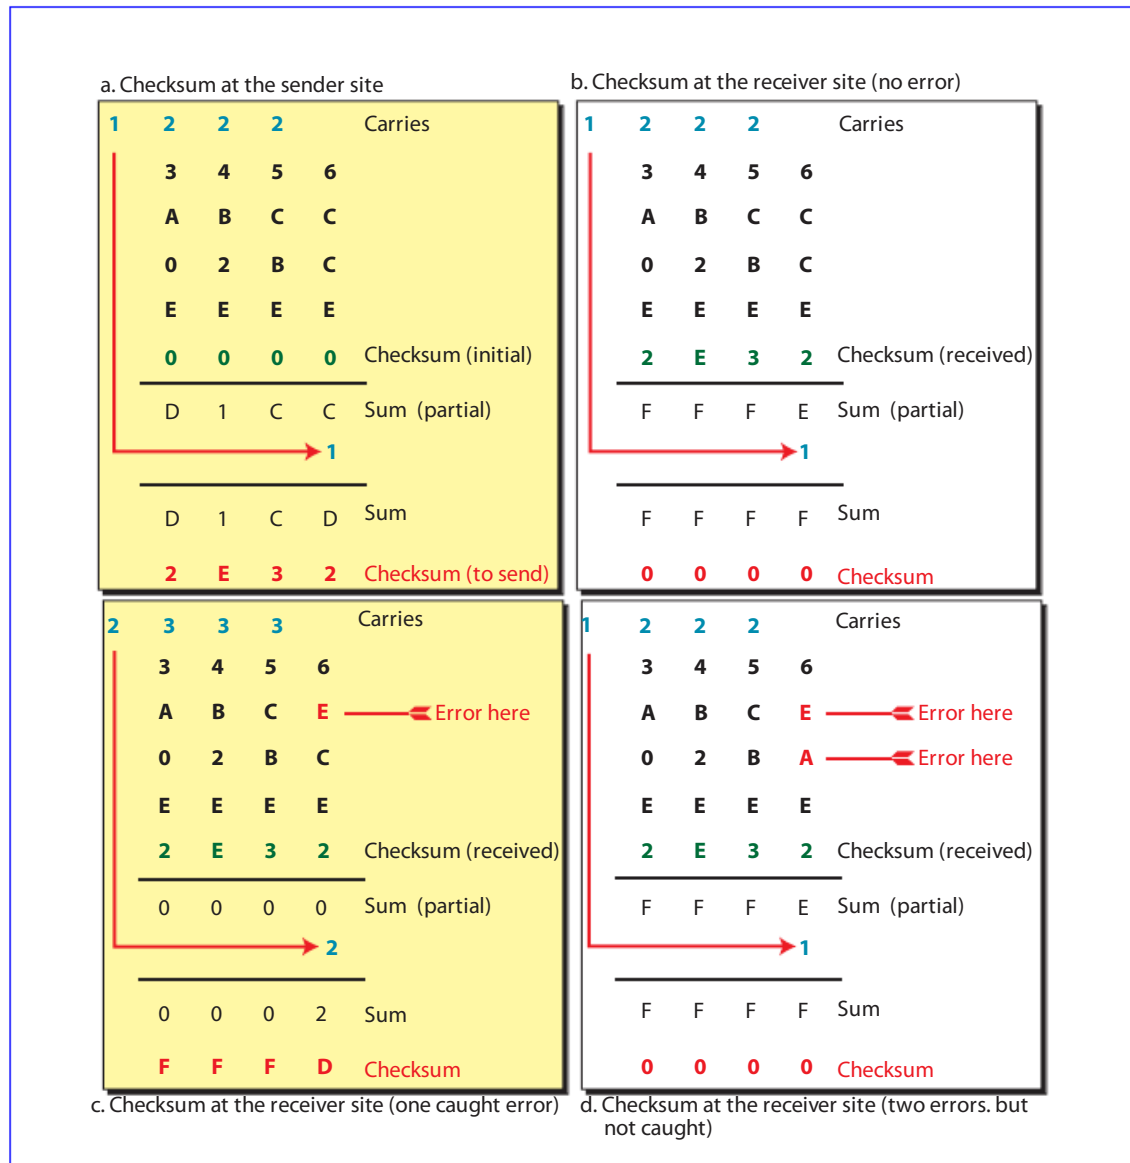 a. Checksum at the sender site
1 2 2 2 Carries
3 4 5 6
A B C C
0 2 B C
E E E E
0 0 0 0 Checksum (initial)
D 1 C C Sum (partial)
1
D 1 C D Sum
2 E 3 2 Checksum (to send)
b. Checksum at the receiver site (no error)
1 2 2 2 Carries
3 4 5 6
A B C C
0 2 B C
E E E E
2 E 3 2 Checksum (received)
F F F E Sum (partial)
1
F F F F Sum
0 0 0 0 Checksum
2 3 3 3 Carries
3 4 5 6
A B C E Error here
0 2 B C
E E E E
2 E 3 2 Checksum (received)
0 0 0 0 Sum (partial)
2
0 0 0 2 Sum
F F F D Checksum
c. Checksum at the receiver site (one caught error)
1 2 2 2 Carries
3 4 5 6
A B C E Error here
0 2 B A Error here
E E E E
2 E 3 2 Checksum (received)
F F F E Sum (partial)
1
F F F F Sum
0 0 0 0 Checksum
d. Checksum at the receiver site (two errors. but
not caught)